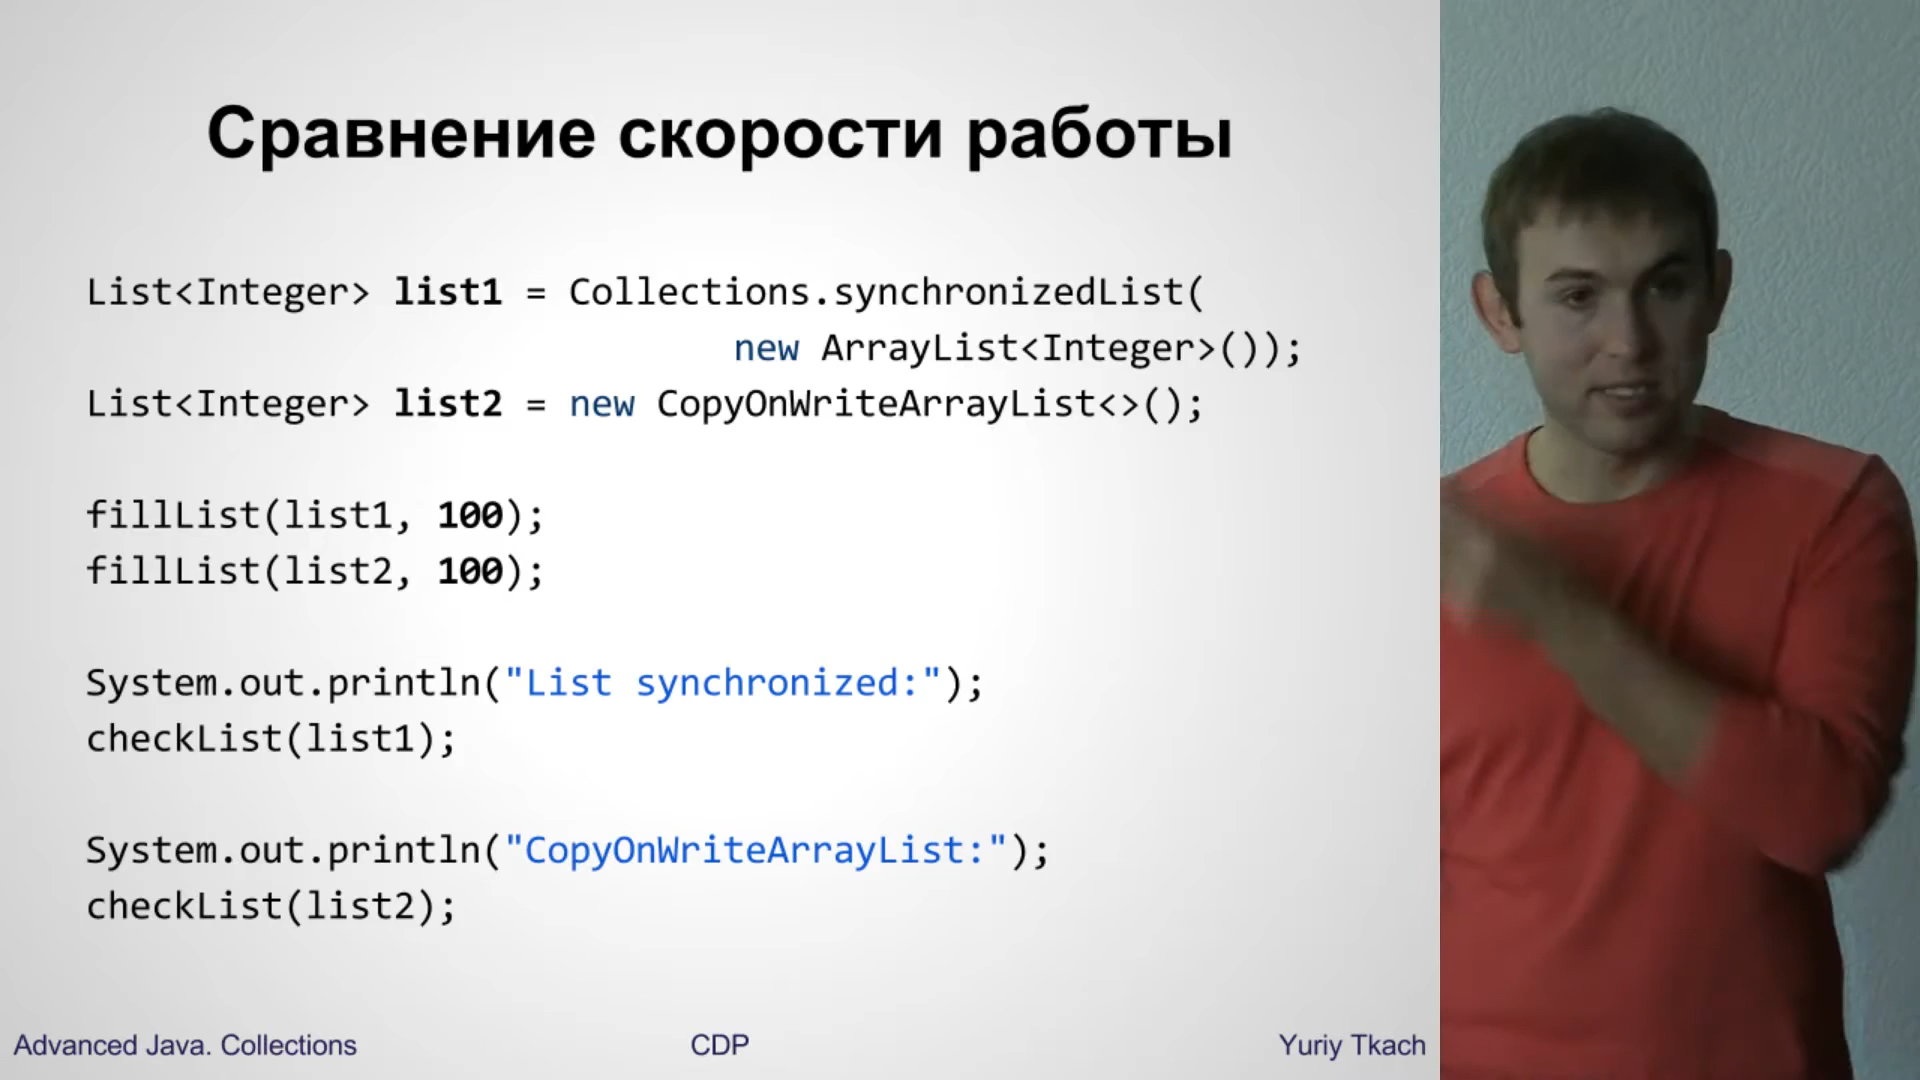 Сравнение скорости работы
List<Integer> list1 = Collections.synchronizedList(
new ArrayList<Integer>());
List<Integer> list2 = new CopyOnWriteArrayList<>();
fillList(list1, 100);
fillList(list2, 100);
System.out.println("List synchronized:");
checkList(list1);
System.out.println("CopyOnWriteArrayList:");
checkList(list2);
Advanced Java. Collections
CDP
Yuriy Tkach